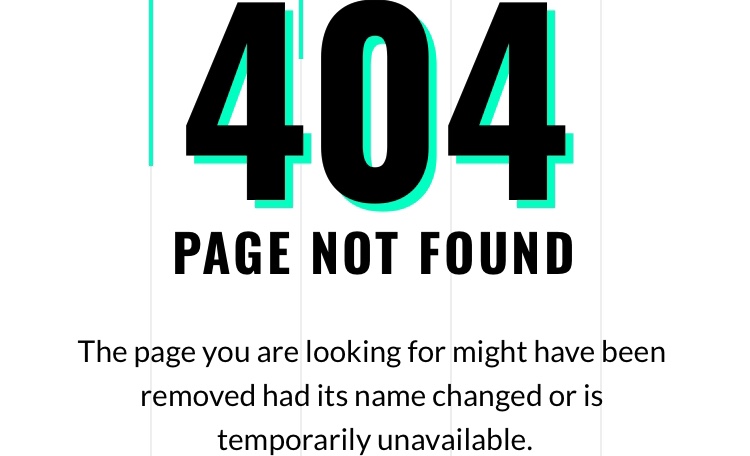 404
PAGE NOT FOUND
The page you are looking for might have been
removed had its name changed or is
temporarily unavailable.